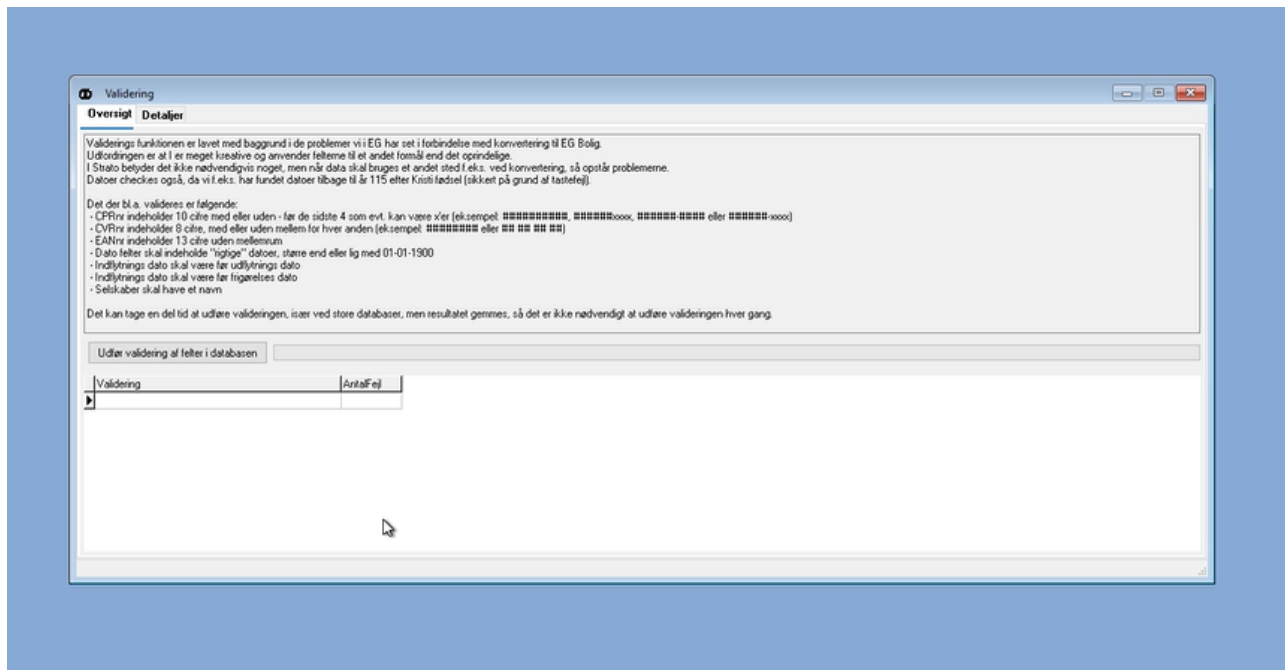 Validering
Oversigt Detaljer
Validerings funktionen er lavet med baggrund i de problemer vi i EG har set i forbindelse med konvertering til EG Bolig.
Udfordringen er at I er meget kreative og anvender felterne til et andet formål end det oprindelige.
I Strato betyder det ikke nødvendigvis noget, men når data skal bruges et andet sted f.eks. ved konvertering, så opstår problemerne.
Datoer checkes også, da vi f.eks. har fundet datoer tilbage til år 115 efter Kristi fødsel (sikkert på grund af tastefejl).
Det der bl.a. valideres er følgende:
- CPRnr indeholder 10 cifre med eller uden - før de sidste 4 som evt. kan være x'er (eksempel: ##########, ######xxxx, ######-#### eller ######-xxxx)
- CVRnr indeholder 8 cifre, med eller uden mellem for hver anden (eksempel: ######## eller ## ## ## ##)
- EANnr indeholder 13 cifre uden mellemrum
- Dato felter skal indeholde "rigtige" datoer, større end eller lig med 01-01-1900
- Indflytnings dato skal være før udflytnings dato
- Indflytnings dato skal være før frigørelses dato
- Selskaber skal have et navn
Det kan tage en del tid at udføre valideringen, især ved store databaser, men resultatet gemmes, så det er ikke nødvendigt at udføre valideringen hver gang.
Udfør validering af felter i databasen
Validering AntalFejl